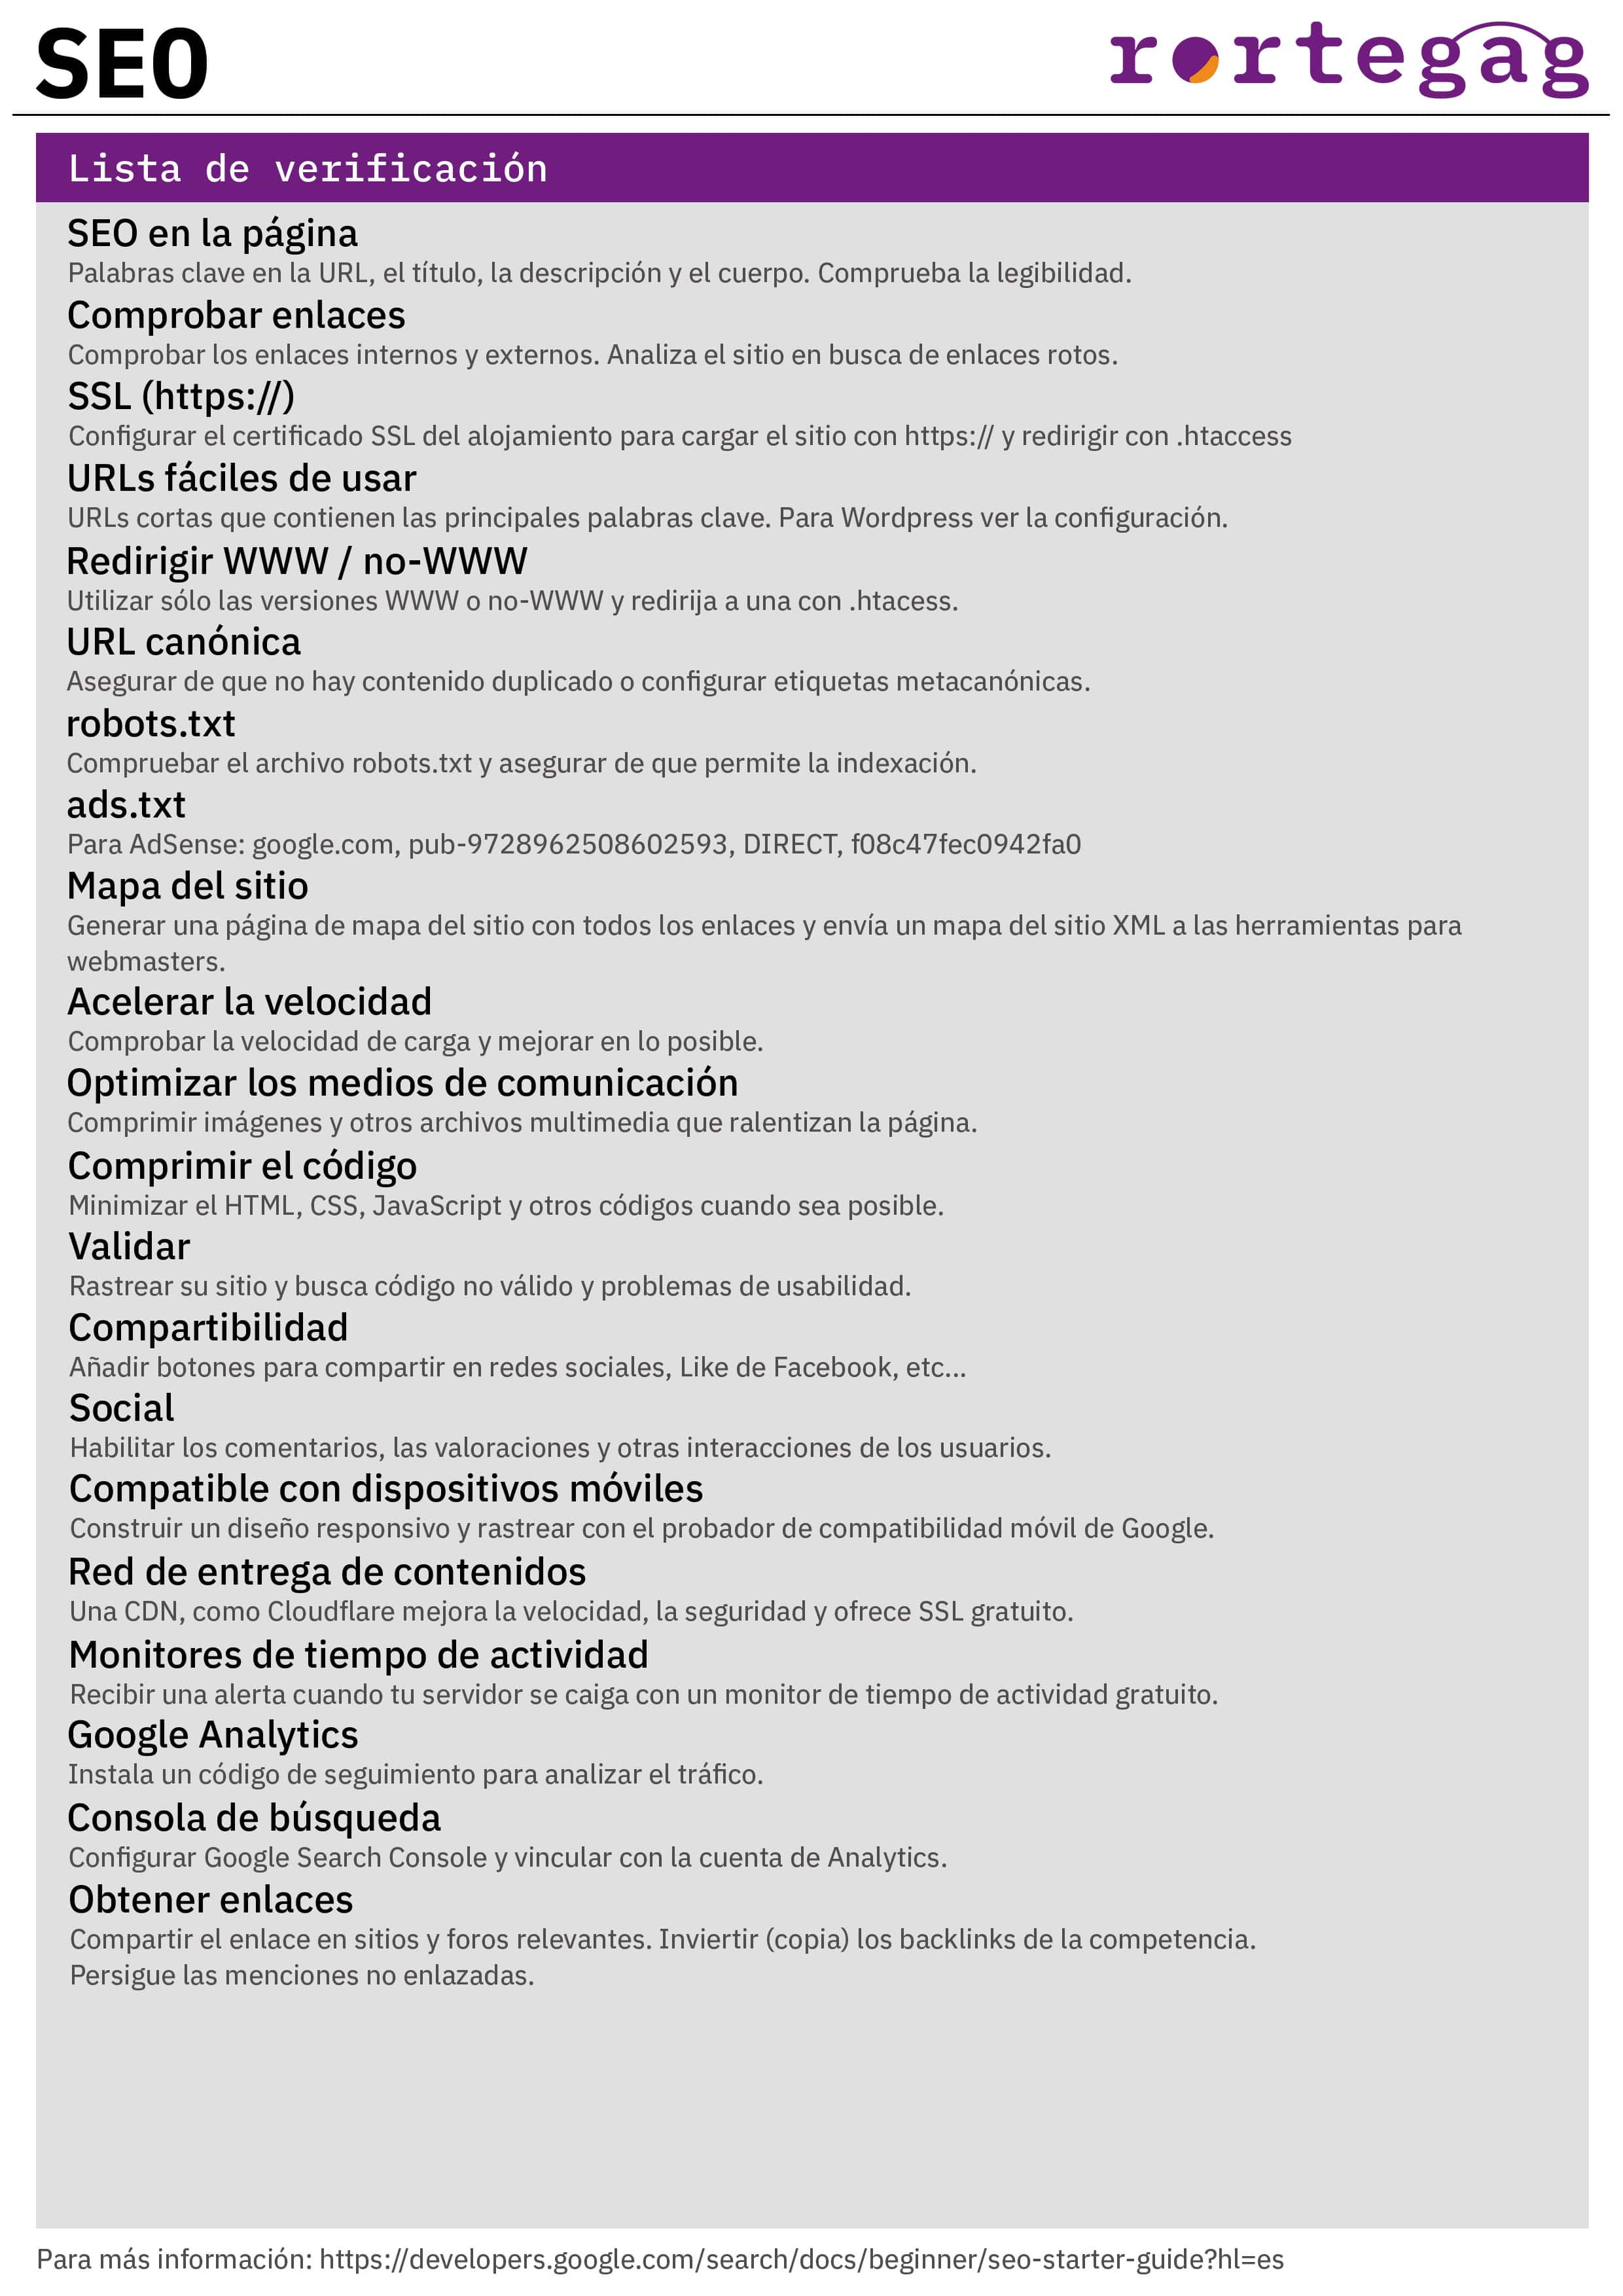 SEO
rortegag
Lista de verificación
SEO en la página
Palabras clave en la URL, el título, la descripción y el cuerpo. Comprueba la legibilidad.
Comprobar enlaces
Comprobar los enlaces internos y externos. Analiza el sitio en busca de enlaces rotos.
SSL (https://)
Configurar el certificado SSL del alojamiento para cargar el sitio con https:// y redirigir con .htaccess
URLs fáciles de usar
URLs cortas que contienen las principales palabras clave. Para Wordpress ver la configuración.
Redirigir WWW / no-WWW
Utilizar sólo las versiones WWW o no-WWW y redirija a una con .htacess.
URL canónica
Asegurar de que no hay contenido duplicado o configurar etiquetas metacanónicas.
robots.txt
Compruebar el archivo robots.txt y asegurar de que permite la indexación.
ads.txt
Para AdSense: google.com, pub-9728962508602593, DIRECT, f08c47fec0942fa0
Mapa del sitio
Generar una página de mapa del sitio con todos los enlaces y envía un mapa del sitio XML a las herramientas para
webmasters.
Acelerar la velocidad
Comprobar la velocidad de carga y mejorar en lo posible.
Optimizar los medios de comunicación
Comprimir imágenes y otros archivos multimedia que ralentizan la página.
Comprimir el código
Minimizar el HTML, CSS, JavaScript y otros códigos cuando sea posible.
Validar
Rastrear su sitio y busca código no válido y problemas de usabilidad.
Compartibilidad
Añadir botones para compartir en redes sociales, Like de Facebook, etc...
Social
Habilitar los comentarios, las valoraciones y otras interacciones de los usuarios.
Compatible con dispositivos móviles
Construir un diseño responsivo y rastrear con el probador de compatibilidad móvil de Google.
Red de entrega de contenidos
Una CDN, como Cloudflare mejora la velocidad, la seguridad y ofrece SSL gratuito.
Monitores de tiempo de actividad
Recibir una alerta cuando tu servidor se caiga con un monitor de tiempo de actividad gratuito.
Google Analytics
Instala un código de seguimiento para analizar el tráfico.
Consola de búsqueda
Configurar Google Search Console y vincular con la cuenta de Analytics.
Obtener enlaces
Compartir el enlace en sitios y foros relevantes. Inviertir (copia) los backlinks de la competencia.
Persigue las menciones no enlazadas.
Para más información: https://developers.google.com/search/docs/beginner/seo-starter-guide?hl=es